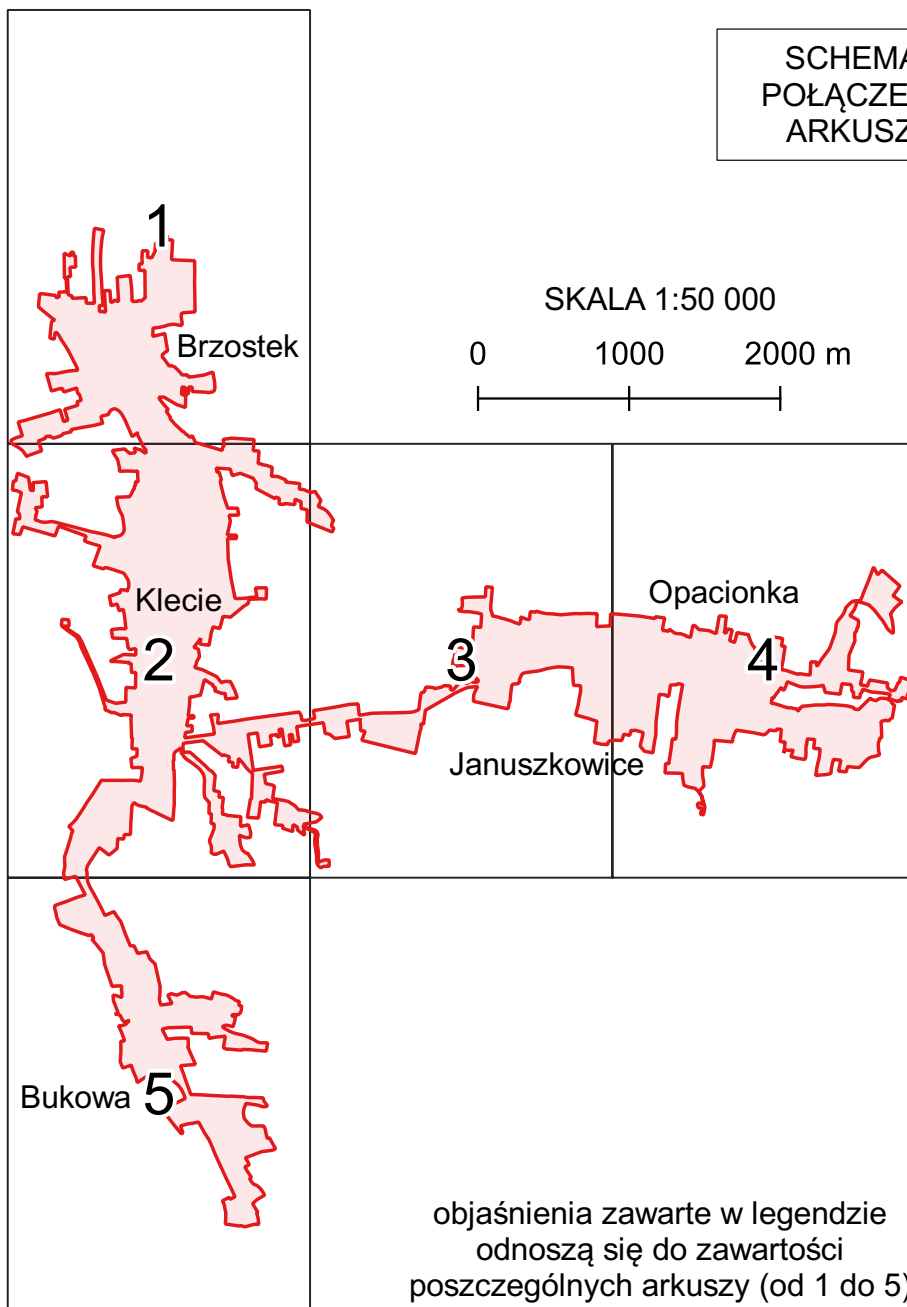 SCHEMA
POŁĄCZE
ARKUSZ
1
SKALA 1:50 000
Brzostek
0 1000 2000 m
Klecie
Opacionka
2
3
4
Januszkowice
Bukowa
5
objaśnienia zawarte w legendzie
odnoszą się do zawartości
poszczególnych arkuszy (od 1 do 5)